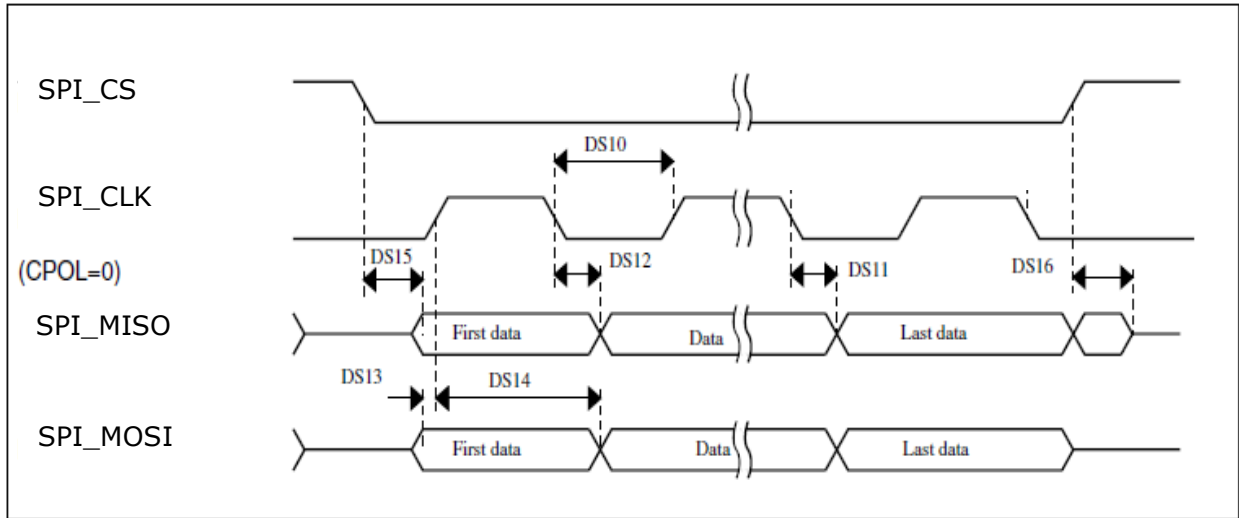 SPI_CS
DS10
SPI_CLK
DS15
DS12
DS11
DS16
(CPOL=0)
SPI_MISO
First data
Data
Last data
DS13
DS14
SPI_MOSI
First data
Data
Last data